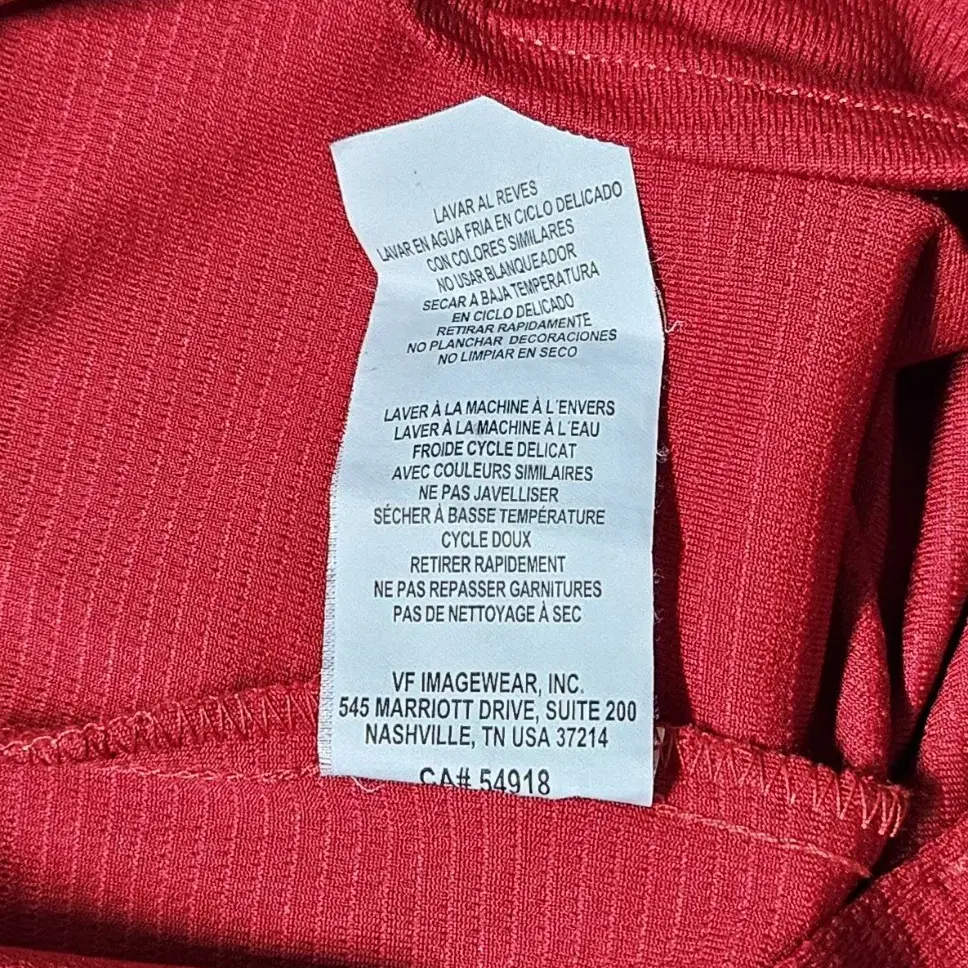 LAVAR AL REVES
LAVAR EN AGUA FRIA EN CICLO DELICADO
CON COLORES SIMILARES
NO USAR BLANQUEADOR
SECAR A BAJA TEMPERATURA
EN CICLO DELICADO
RETIRAR RAPIDAMENTE
NO PLANCHAR DECORACIONES
NO LIMPIAR EN SECO
LAVER À LA MACHINE À L'ENVERS
LAVER À LA MACHINE À L'EAU
FROIDE CYCLE DELICAT
AVEC COULEURS SIMILAIRES
NE PAS JAVELLISER
SÉCHER À BASSE TEMPÉRATURE
CYCLE DOUX
RETIRER RAPIDEMENT
NE PAS REPASSER GARNITURES
PAS DE NETTOYAGE À SEC
VF IMAGEWEAR, INC.
545 MARRIOTT DRIVE, SUITE 200
NASHVILLE, TN USA 37214
CA# 54918